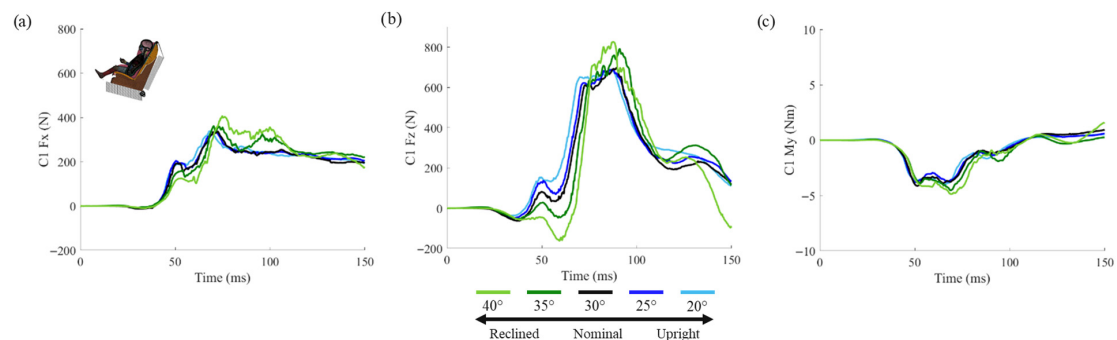 (a)
800
600
400
200
0
−200
C1 Fx (N)
0 50 100 150
Time (ms)
(b)
800
600
400
200
0
−200
C1 Fz (N)
0 50 100 150
Time (ms)
(c)
10
5
0
−5
−10
C1 My (Nm)
0 50 100 150
Time (ms)
40° 35° 30° 25° 20°
Reclined Nominal Upright